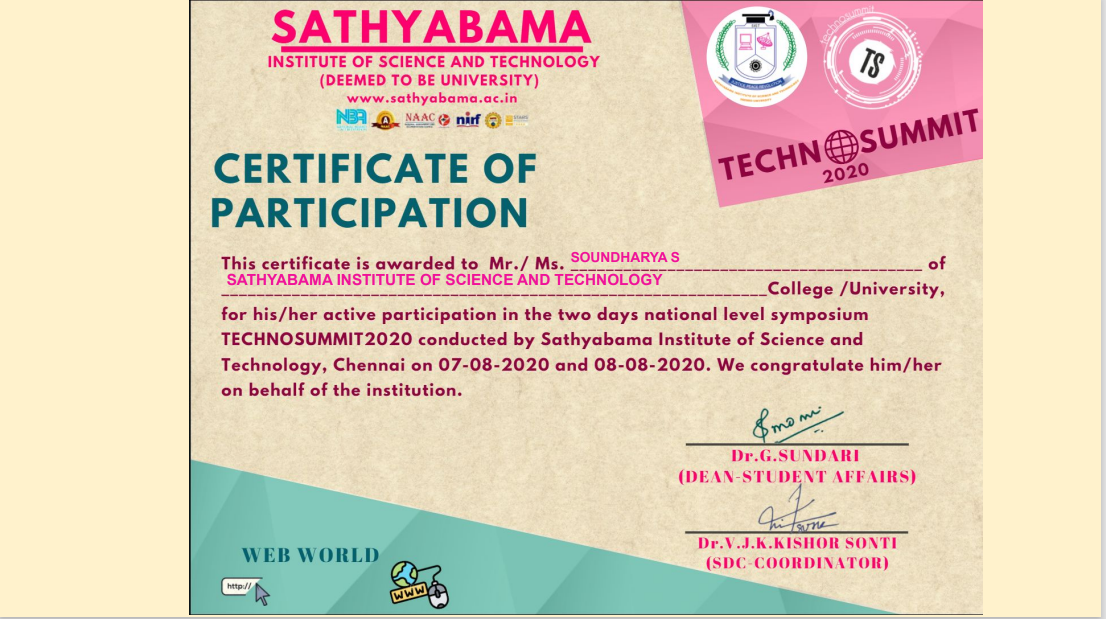 SATHYABAMA
INSTITUTE OF SCIENCE AND TECHNOLOGY
(DEEMED TO BE UNIVERSITY)
www.sathyabama.ac.in
NBA NAAC nirf
technosummit
TS
TECHNOSUMMIT
2020
CERTIFICATE OF
PARTICIPATION
This certificate is awarded to Mr./ Ms. SOUNDHARYA S of
SATHYABAMA INSTITUTE OF SCIENCE AND TECHNOLOGY College /University,
for his/her active participation in the two days national level symposium
TECHNOSUMMIT2020 conducted by Sathyabama Institute of Science and
Technology, Chennai on 07-08-2020 and 08-08-2020. We congratulate him/her
on behalf of the institution.
Dr.G.SUNDARI
(DEAN-STUDENT AFFAIRS)
Dr.V.J.K.KISHOR SONTI
(SDC-COORDINATOR)
WEB WORLD
http://
WWW